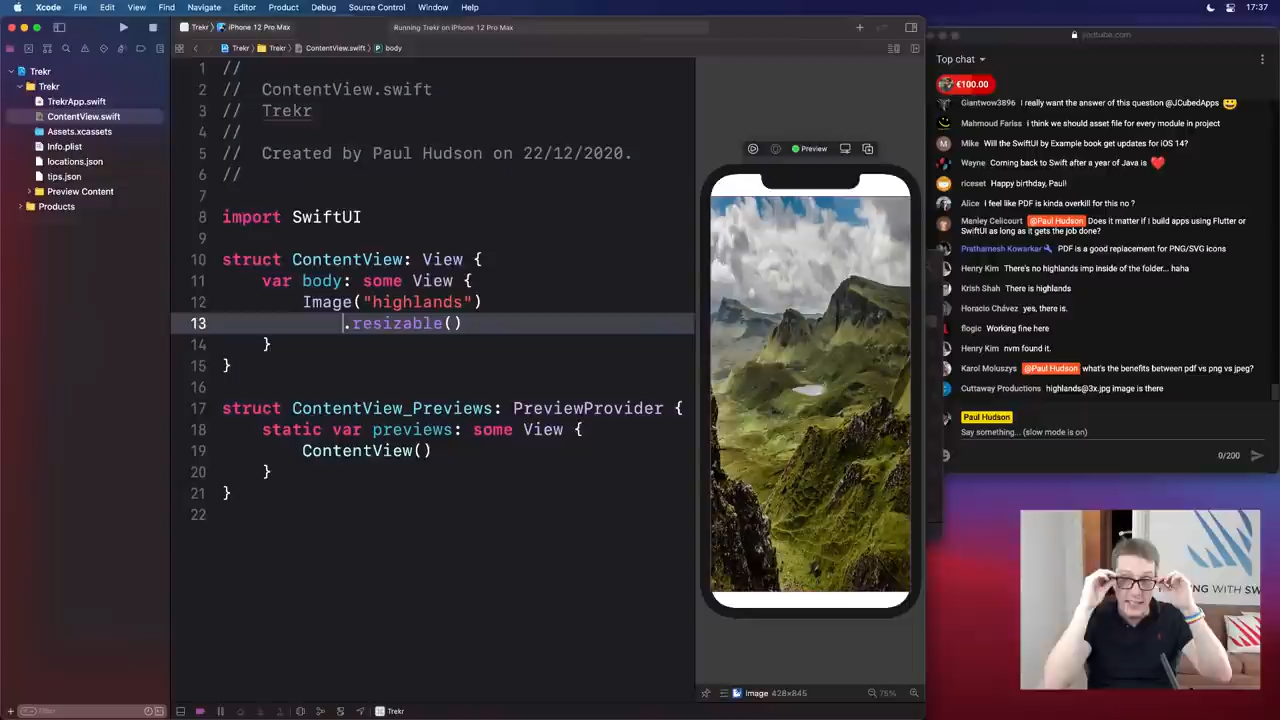 Xcode File Edit View Find Navigate Editor Product Debug Source Control Window Help 17:37
Trekr iPhone 12 Pro Max Running Trekr on iPhone 12 Pro Max
Trekr Trekr ContentView.swift body
Trekr
Trekr
TrekrApp.swift
ContentView.swift
Assets.xcassets
Info.plist
locations.json
tips.json
Preview Content
Products
Filter
1 //
2 // ContentView.swift
3 // Trekr
4 //
5 // Created by Paul Hudson on 22/12/2020.
6 //
7
8 import SwiftUI
9
10 struct ContentView: View {
11 var body: some View {
12 Image("highlands")
13 .resizable()
14 }
15 }
16
17 struct ContentView_Previews: PreviewProvider {
18 static var previews: some View {
19 ContentView()
20 }
21 }
22
Trekr
Preview
Image 428×845 75%
youtube.com
Top chat
€100.00
Giantwow3896 I really want the answer of this question @JCubedApps
Mahmoud Fariss i think we should asset file for every module in project
Mike Will the SwiftUI by Example book get updates for iOS 14?
Wayne Coming back to Swift after a year of Java is
riceset Happy birthday, Paul!
Alice I feel like PDF is kinda overkill for this no ?
Manley Celicourt @Paul Hudson Does it matter if I build apps using Flutter or
SwiftUI as long as it gets the job done?
Prathamesh Kowarkar PDF is a good replacement for PNG/SVG icons
Henry Kim There's no highlands imp inside of the folder... haha
Krish Shah There is highlands
Horacio Chávez yes, there is.
flogic Working fine here
Henry Kim nvm found it.
Karol Moluszys @Paul Hudson what's the benefits between pdf vs png vs jpeg?
Cuttaway Productions highlands@3x.jpg image is there
Paul Hudson
Say something... (slow mode is on)
0/200
WITH SW